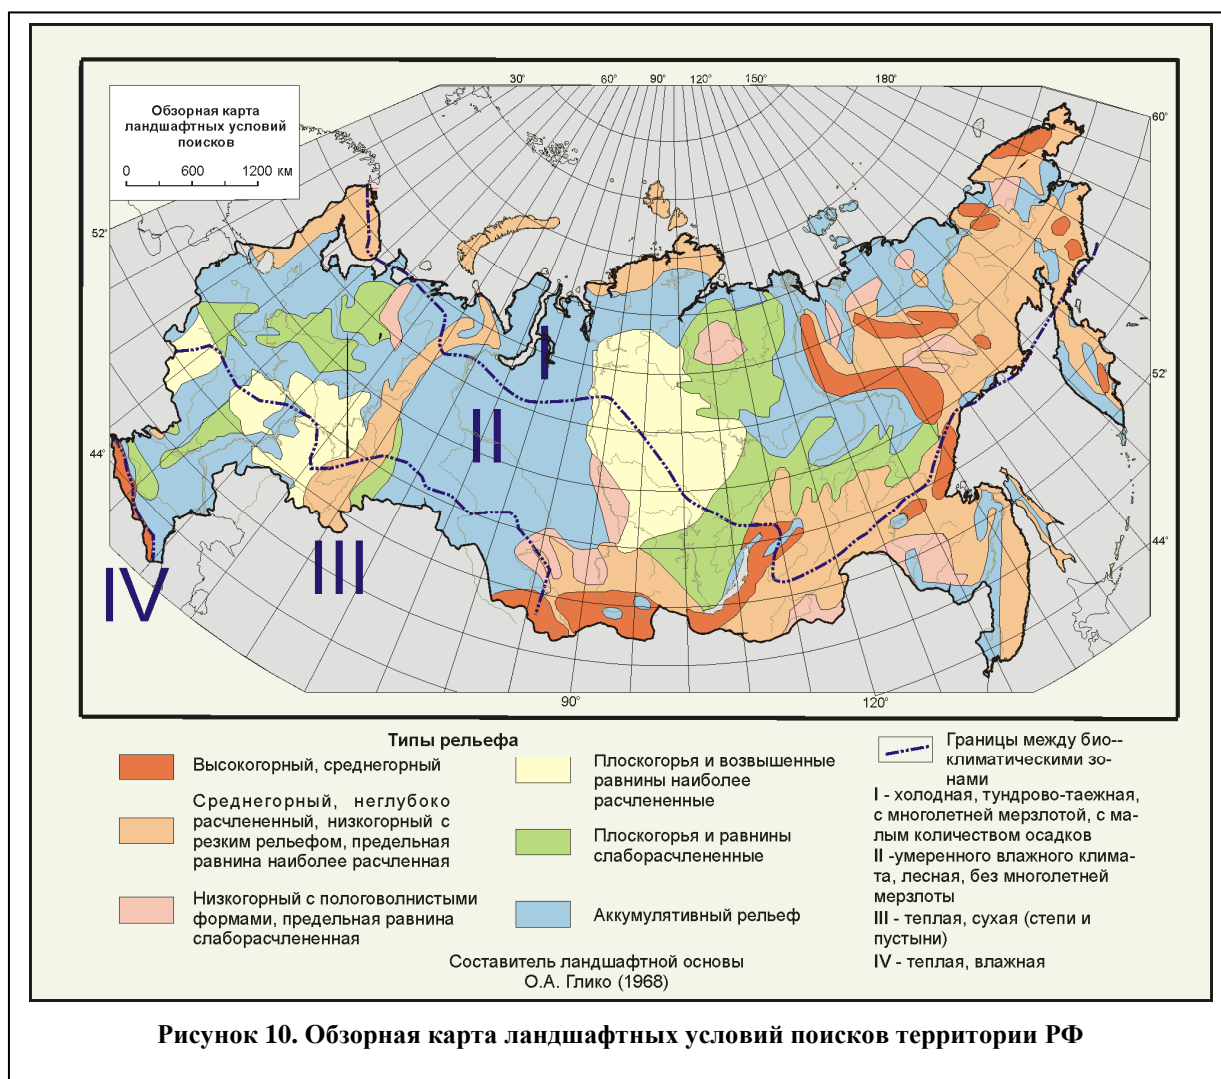 30°
60°
90°
120°
150°
180°
60°
Обзорная карта
ландшафтных условий
поисков
0 600 1200 км
52°
52°
44°
44°
I
II
III
IV
90°
120°
Типы рельефа
Высокогорный, среднегорный
Среднегорный, неглубоко
расчлененный, низкогорный с
резким рельефом, предельная
равнина наиболее расчленная
Низкогорный с пологоволнистыми
формами, предельная равнина
слаборасчлененная
Плоскогорья и возвышенные
равнины наиболее
расчлененные
Плоскогорья и равнины
слаборасчлененные
Аккумулятивный рельеф
Границы между био--
климатическими зо-
нами
I - холодная, тундрово-таежная,
с многолетней мерзлотой, с ма-
лым количеством осадков
II -умеренного влажного клима-
та, лесная, без многолетней
мерзлоты
III - теплая, сухая (степи и
пустыни)
IV - теплая, влажная
Составитель ландшафтной основы
О.А. Глико (1968)
Рисунок 10. Обзорная карта ландшафтных условий поисков территории РФ